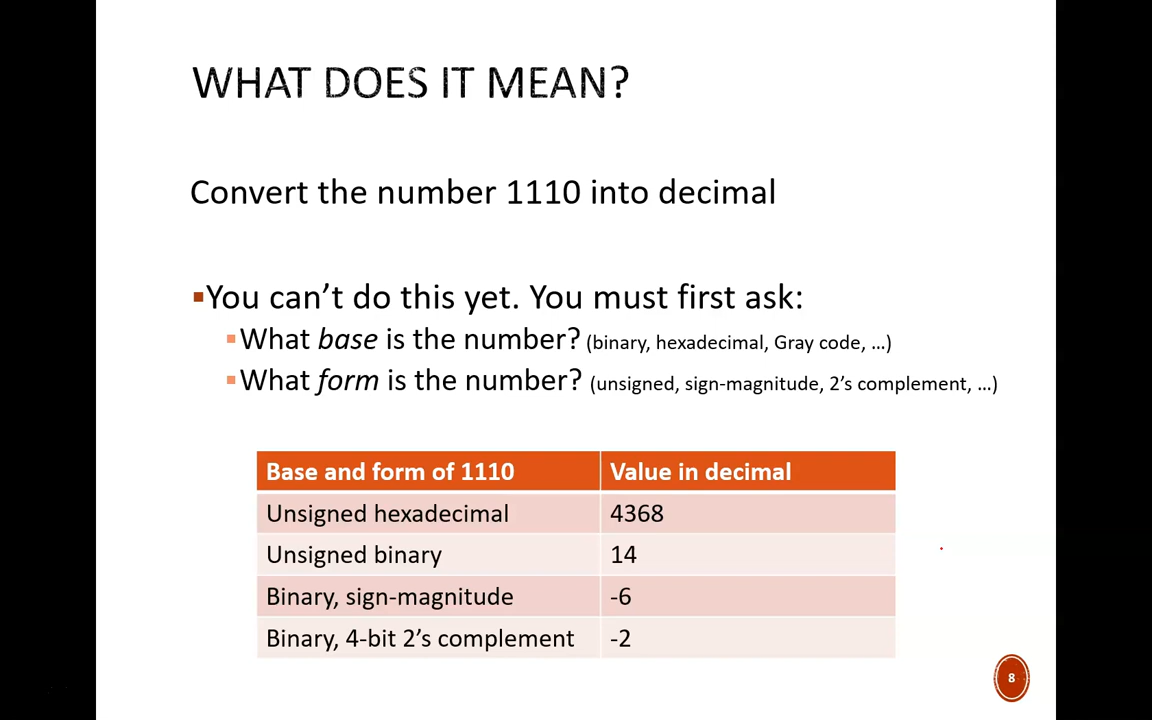 WHAT DOES IT MEAN?
Convert the number 1110 into decimal
▪You can’t do this yet. You must first ask:
▪What base is the number? (binary, hexadecimal, Gray code, …)
▪What form is the number? (unsigned, sign-magnitude, 2’s complement, …)
Base and form of 1110 Value in decimal
Unsigned hexadecimal 4368
Unsigned binary 14
Binary, sign-magnitude -6
Binary, 4-bit 2’s complement -2
8